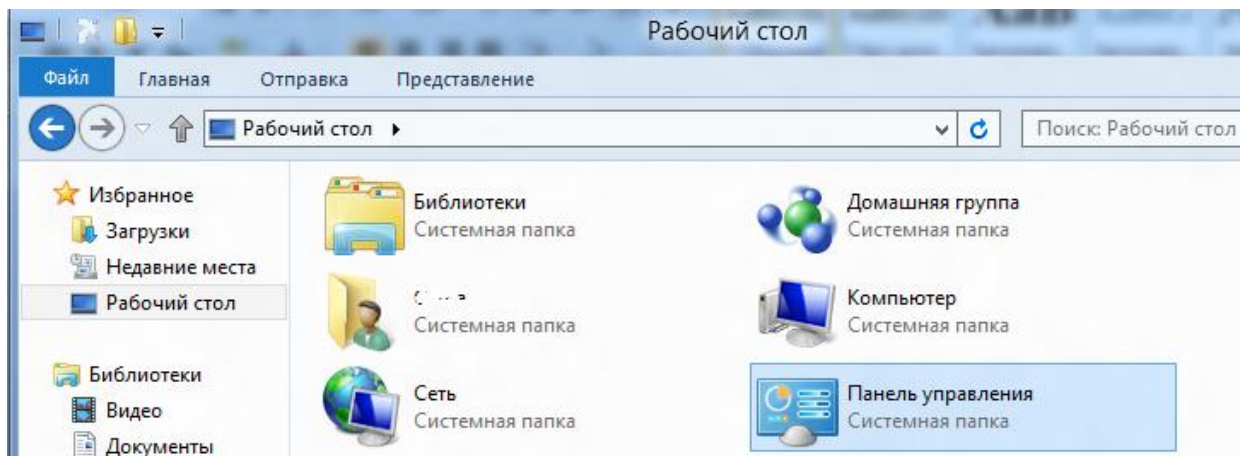 Рабочий стол
Файл Главная Отправка Представление
Рабочий стол Поиск: Рабочий стол
Избранное
Загрузки
Недавние места
Рабочий стол
Библиотеки
Видео
Документы
Библиотеки
Системная папка
Домашняя группа
Системная папка
Системная папка
Компьютер
Системная папка
Сеть
Системная папка
Панель управления
Системная папка